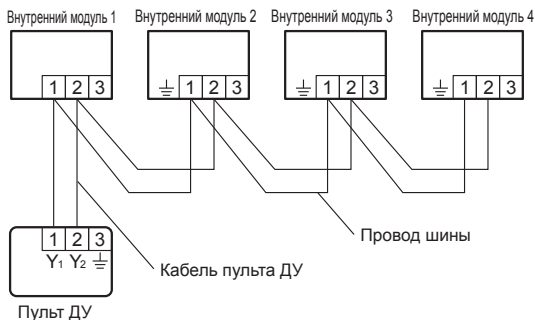 Внутренний модуль 1 Внутренний модуль 2 Внутренний модуль 3 Внутренний модуль 4
1 2 3 1 2 3 1 2 3 1 2 3
1 2 3
Y1 Y2
Провод шины
Кабель пульта ДУ
Пульт ДУ